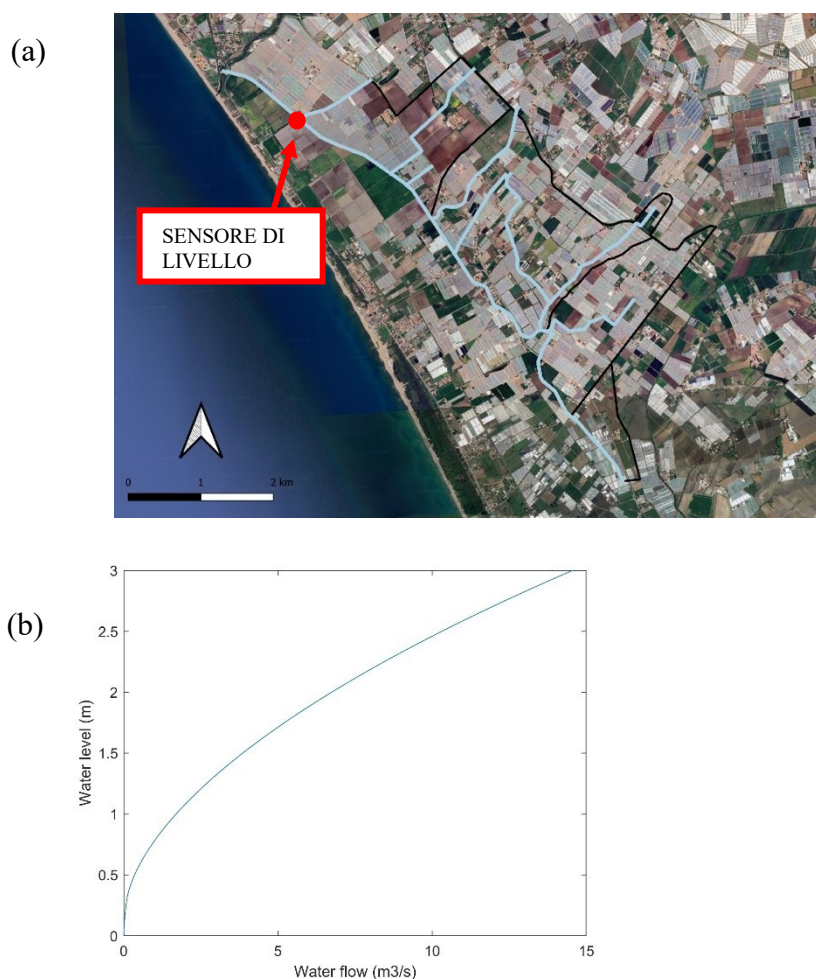 (a)
SENSORE DI
LIVELLO
0 1 2 km
(b)
3
2.5
2
1.5
1
0.5
0
Water level (m)
0 5 10 15
Water flow (m3/s)